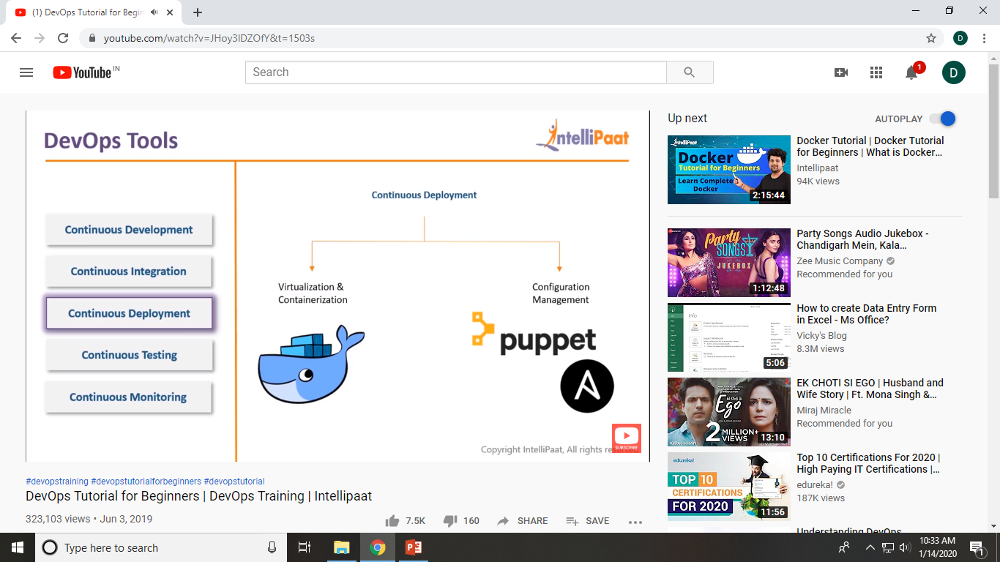 (1) DevOps Tutorial for Begin
youtube.com/watch?v=JHoy3lDZOfY&t=1503s
D
YouTube IN
Search
1
D
DevOps Tools
IntelliPaat
Continuous Development
Continuous Integration
Continuous Deployment
Continuous Testing
Continuous Monitoring
Continuous Deployment
Virtualization &
Containerization
Configuration
Management
puppet
A
SUBSCRIBE
Copyright IntelliPaat, All rights
#devopstraining #devopstutorialforbeginners #devopstutorial
DevOps Tutorial for Beginners | DevOps Training | Intellipaat
323,103 views • Jun 3, 2019
7.5K 160 SHARE SAVE
Up next AUTOPLAY
IntelliPaat
Docker
Tutorial for Beginners
Learn Complete
Docker
2:15:44
Docker Tutorial | Docker Tutorial
for Beginners | What is Docker...
Intellipaat
94K views
Party
SONGS
JUKEBOX
1:12:48
Party Songs Audio Jukebox -
Chandigarh Mein, Kala...
Zee Music Company
Recommended for you
Info
5:06
How to create Data Entry Form
in Excel - Ms Office?
Vicky's Blog
8.3M views
Ego
2 MILLION+
VIEWS
IQBAL KHAN
13:10
EK CHOTI SI EGO | Husband and
Wife Story | Ft. Mona Singh &...
Miraj Miracle
Recommended for you
edureka!
TOP 10
CERTIFICATIONS
FOR 2020
11:56
Top 10 Certifications For 2020 |
High Paying IT Certifications |...
edureka!
187K views
Understanding DevOps
Type here to search
10:33 AM
1/14/2020
1